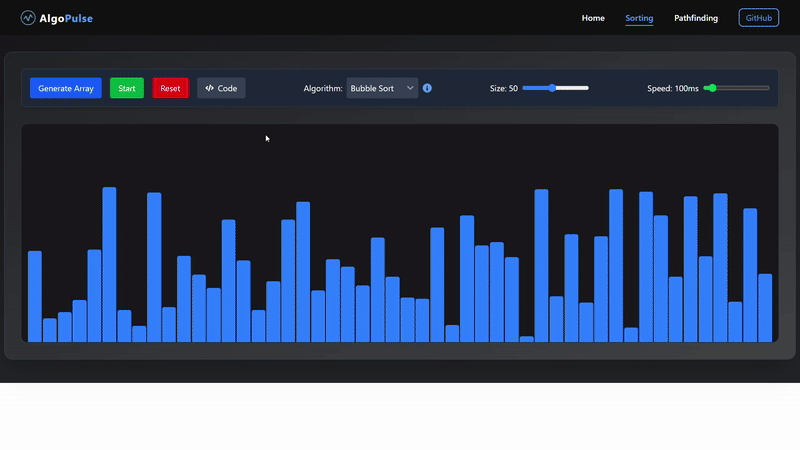 AlgoPulse
Home Sorting Pathfinding GitHub
Generate Array Start Reset </> Code Algorithm: Bubble Sort i Size: 50 Speed: 100ms